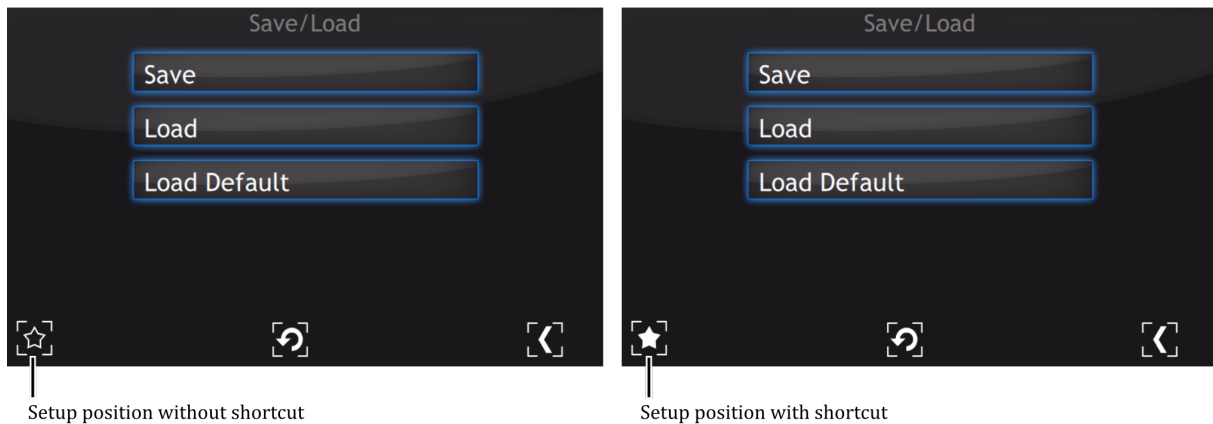 Save/Load
Save
Load
Load Default
Setup position without shortcut
Save/Load
Save
Load
Load Default
Setup position with shortcut